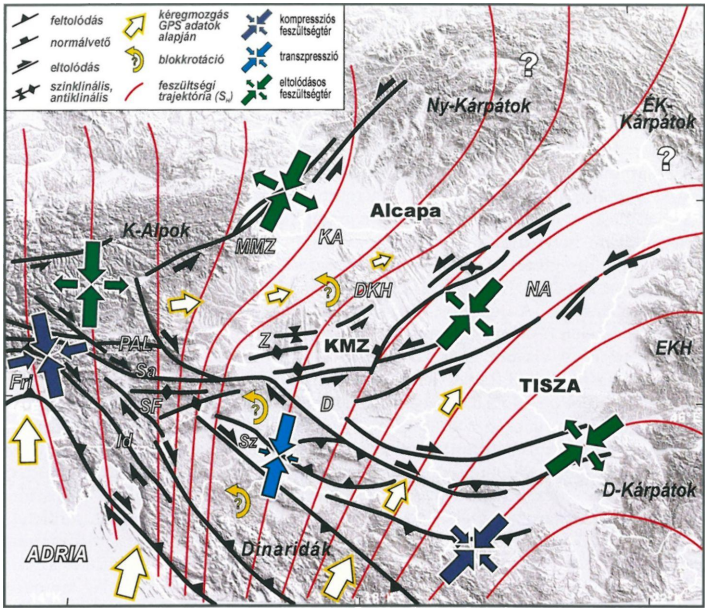 feltolódás
normálvető
eltolódás
szinklinális,
antiklinális
kéregmozgás
GPS adatok
alapján
?
blokkrotáció
feszültségi
trajektória (SH)
kompressziós
feszültségtér
transzpresszió
eltolódásos
feszültségtér
?
Ny-Kárpátok
ÉK-
Kárpátok
?
Alcapa
K-Alpok
MMZ
KA
?
DKH
NA
PAL
Z
KMZ
EKH
Fri
Sa
TISZA
SF
?
D
Id
Sz
?
D-Kárpátok
ADRIA
Dinaridák